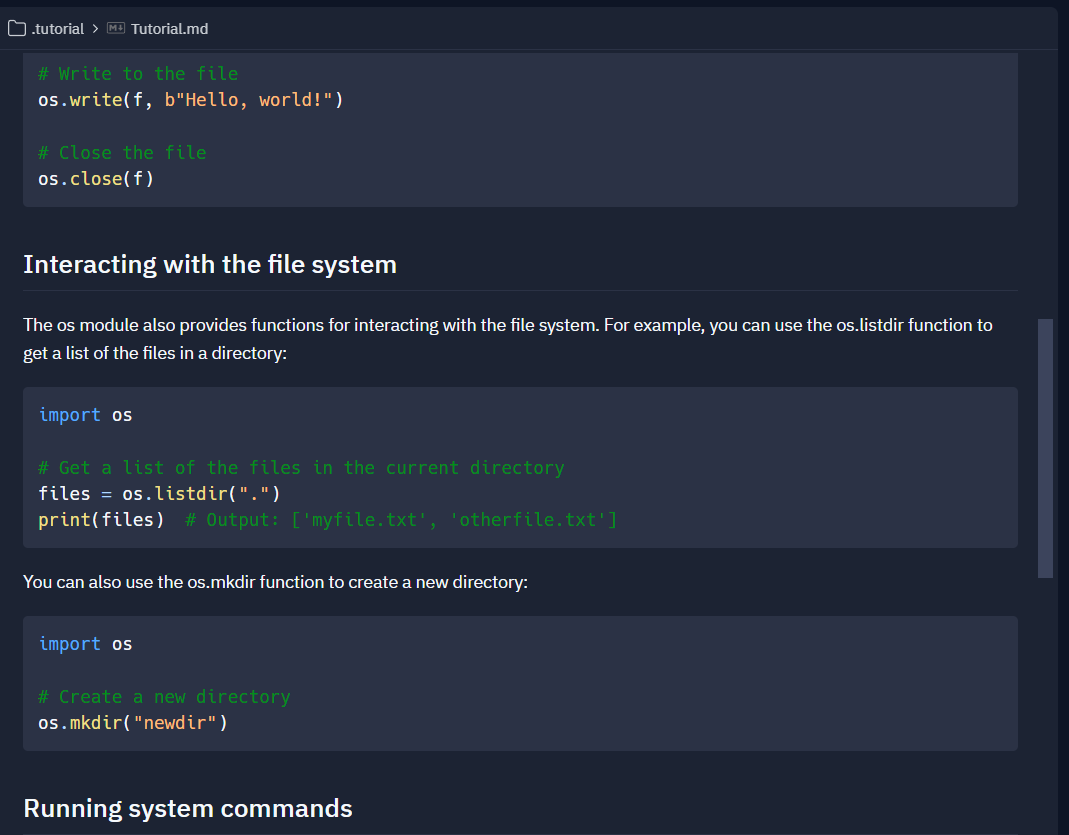 .tutorial > M↓ Tutorial.md
# Write to the file
os.write(f, b"Hello, world!")
# Close the file
os.close(f)
Interacting with the file system
The os module also provides functions for interacting with the file system. For example, you can use the os.listdir function to
get a list of the files in a directory:
import os
# Get a list of the files in the current directory
files = os.listdir(".")
print(files)  # Output: ['myfile.txt', 'otherfile.txt']
You can also use the os.mkdir function to create a new directory:
import os
# Create a new directory
os.mkdir("newdir")
Running system commands